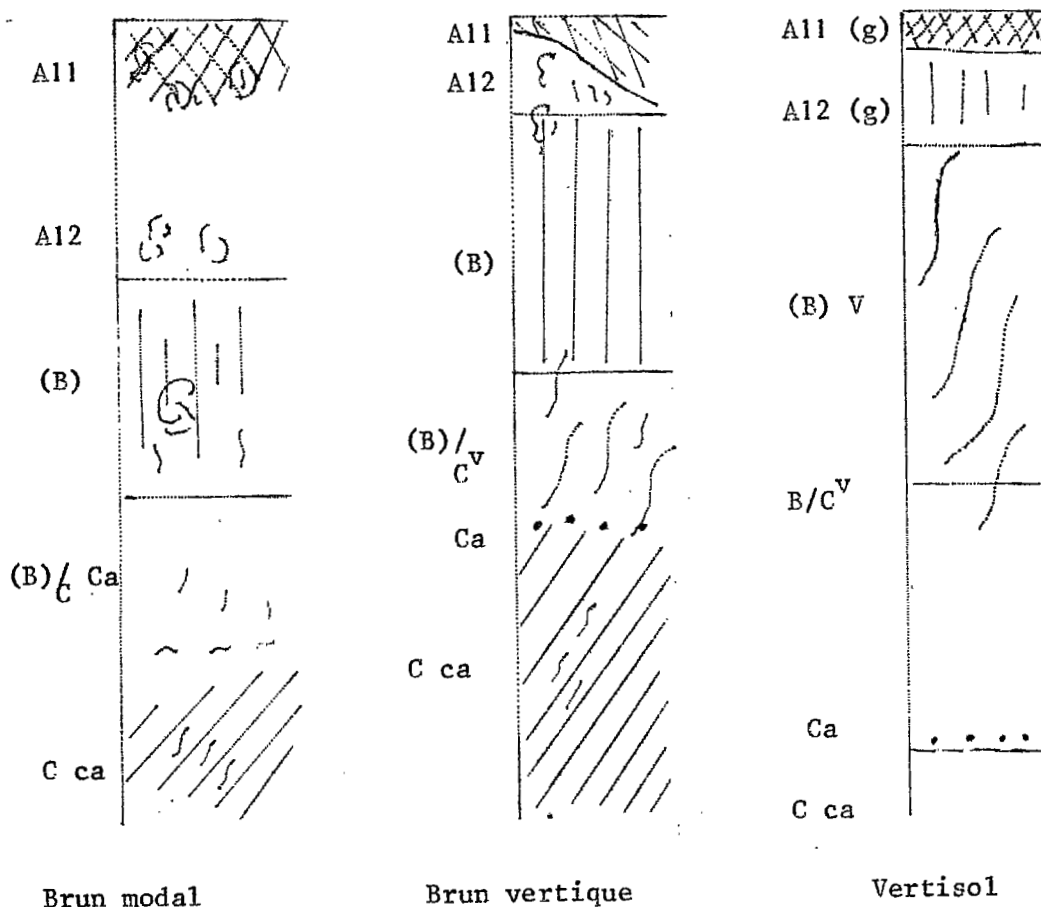 A11
A12
(B)
(B)/C Ca
C ca
Brun modal
A11
A12
(B)
(B)/C^V
Ca
C ca
Brun vertique
A11 (g)
A12 (g)
(B) V
B/C^V
Ca
C ca
Vertisol